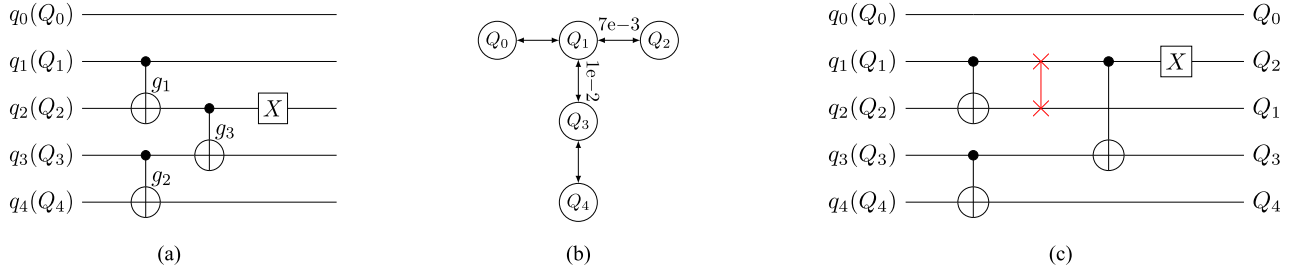 q₀(Q₀)
q₁(Q₁)
g₁
q₂(Q₂)
X
g₃
q₃(Q₃)
g₂
q₄(Q₄)
(a)
Q₀ Q₁ 7e−3 Q₂
1e−2
Q₃
Q₄
(b)
q₀(Q₀) Q₀
q₁(Q₁) X Q₂
q₂(Q₂) Q₁
q₃(Q₃) Q₃
q₄(Q₄) Q₄
(c)